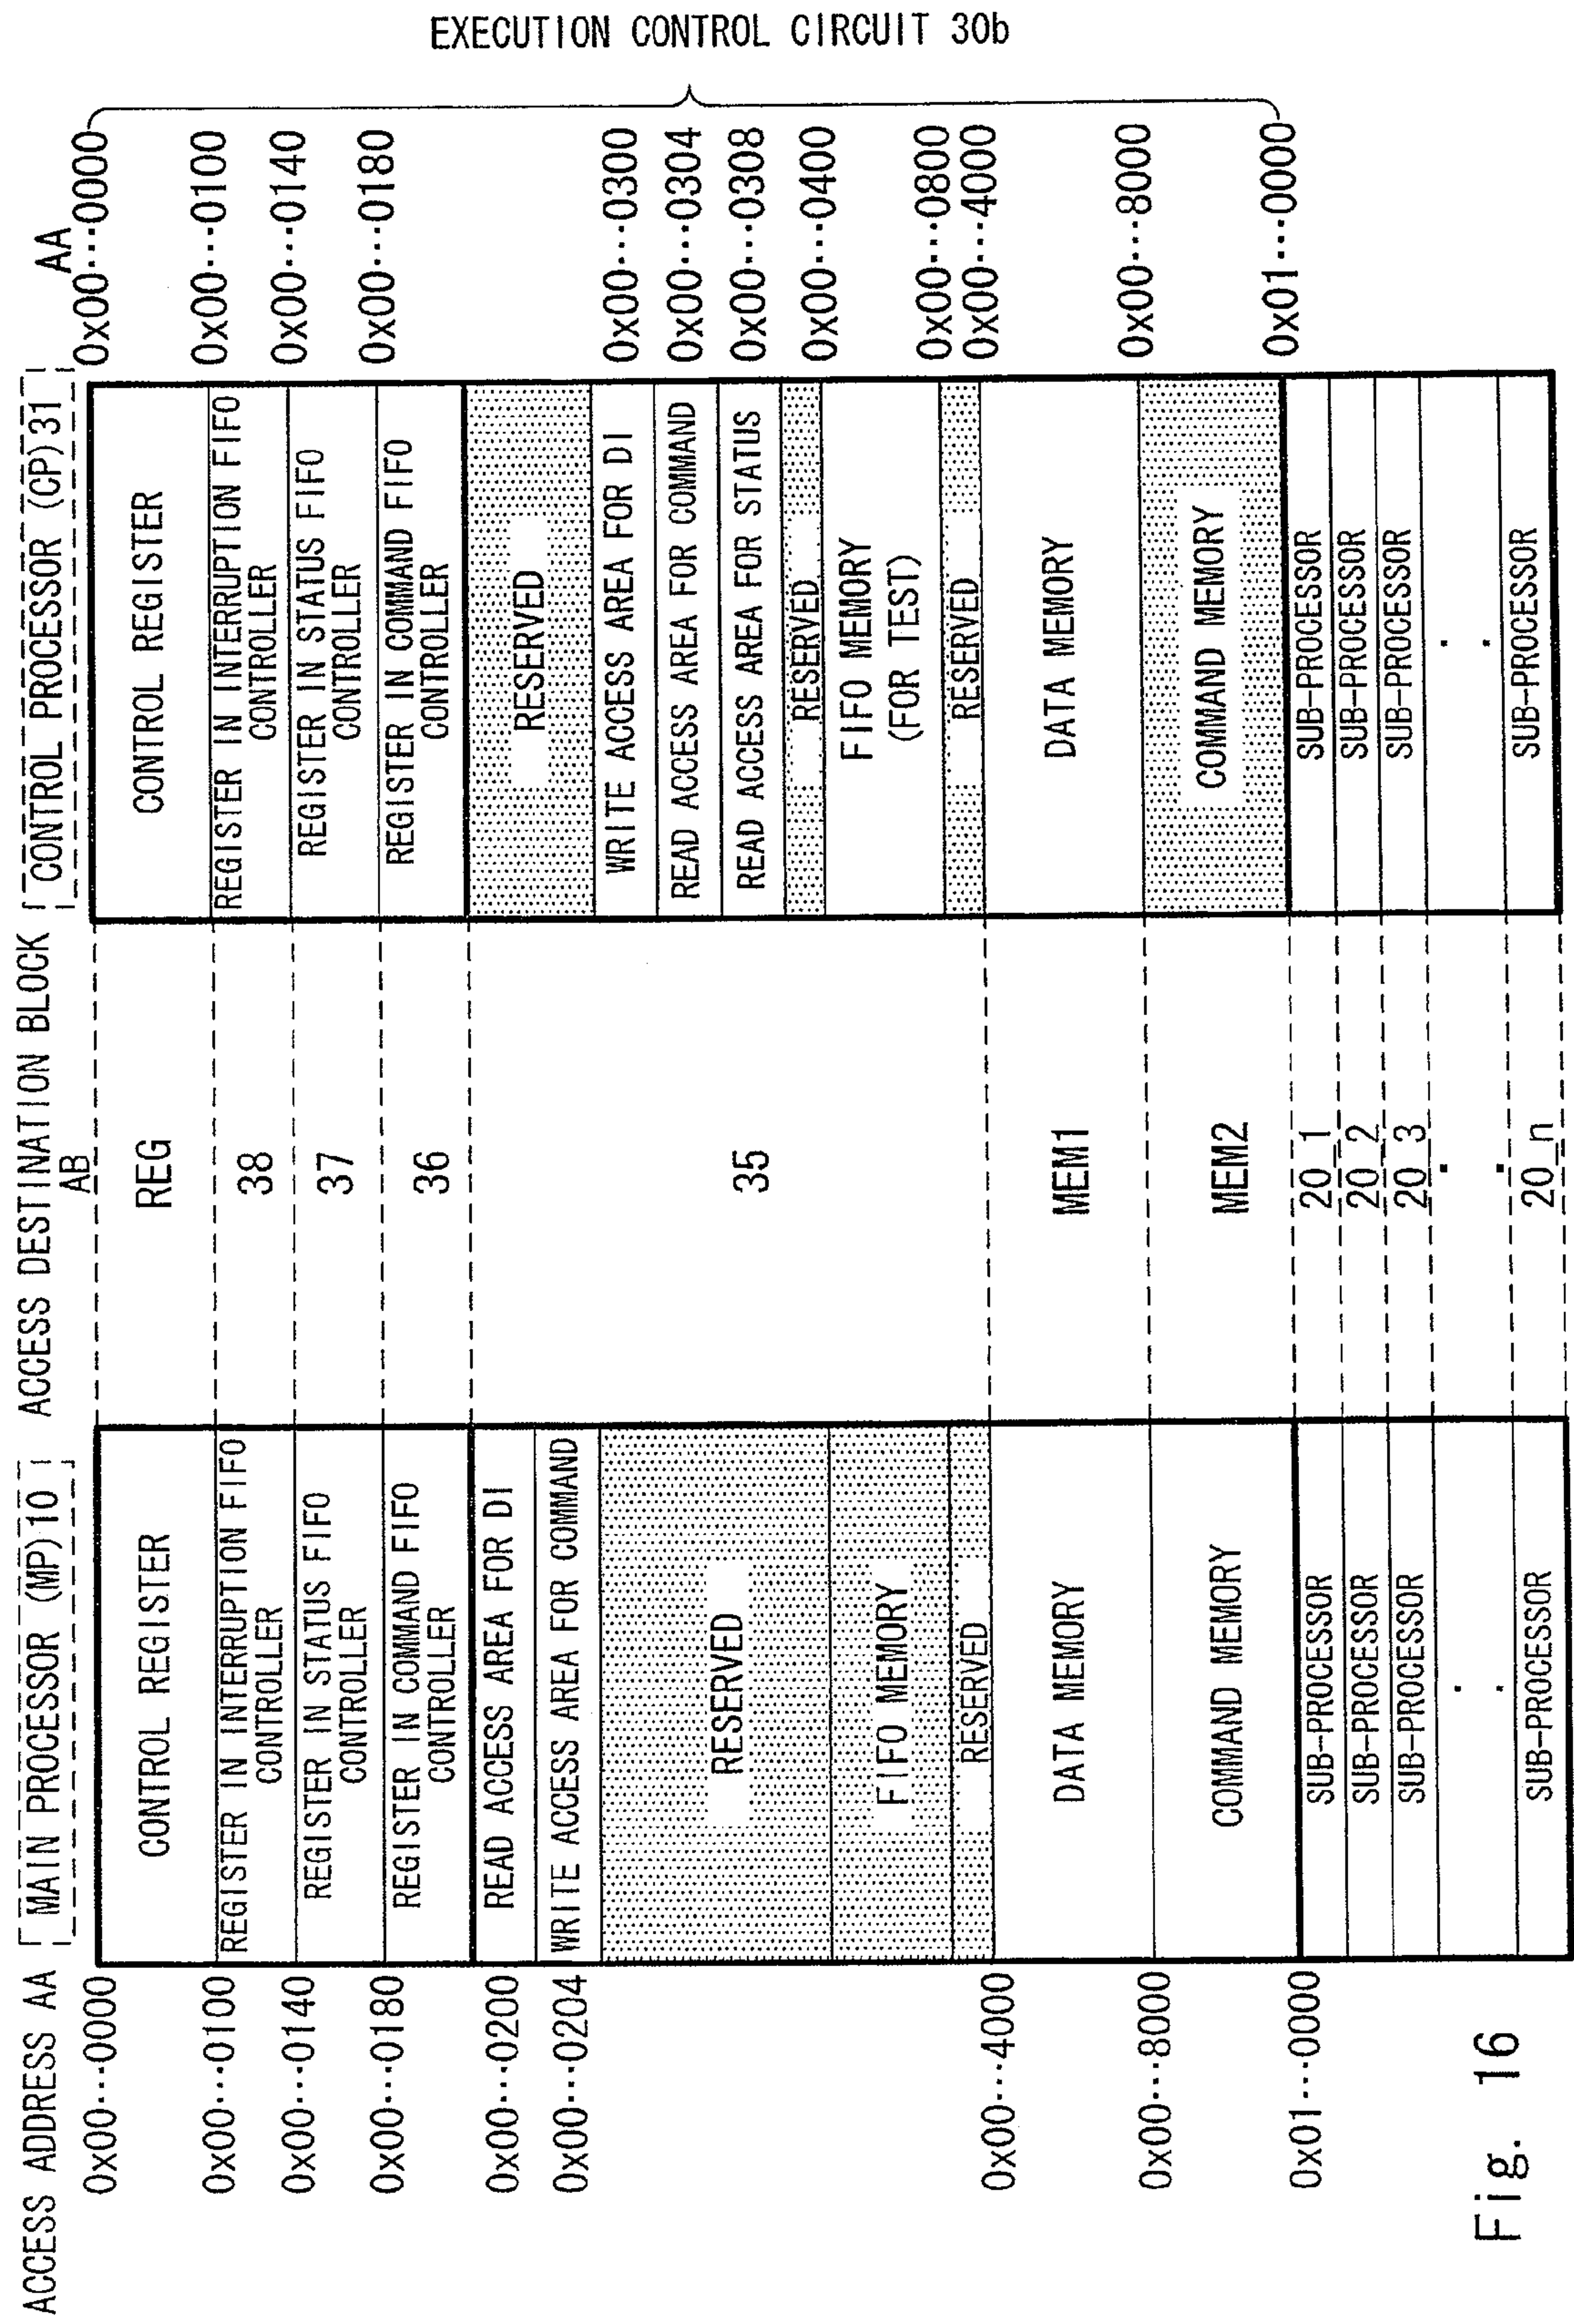 ACCESS ADDRESS AA
MAIN PROCESSOR (MP) 10
ACCESS DESTINATION BLOCK
AB
CONTROL PROCESSOR (CP) 31
AA
0x00···0000
CONTROL REGISTER
REG
CONTROL REGISTER
0x00···0000
0x00···0100
REGISTER IN INTERRUPTION FIFO
CONTROLLER
38
REGISTER IN INTERRUPTION FIFO
CONTROLLER
0x00···0100
0x00···0140
REGISTER IN STATUS FIFO
CONTROLLER
37
REGISTER IN STATUS FIFO
CONTROLLER
0x00···0140
0x00···0180
REGISTER IN COMMAND FIFO
CONTROLLER
36
REGISTER IN COMMAND FIFO
CONTROLLER
0x00···0180
0x00···0200
READ ACCESS AREA FOR DI
0x00···0204
WRITE ACCESS AREA FOR COMMAND
RESERVED
FIFO MEMORY
RESERVED
35
RESERVED
WRITE ACCESS AREA FOR DI
0x00···0300
READ ACCESS AREA FOR COMMAND
0x00···0304
READ ACCESS AREA FOR STATUS
0x00···0308
RESERVED
FIFO MEMORY
(FOR TEST)
0x00···0400
RESERVED
0x00···0800
0x00···4000
DATA MEMORY
MEM1
DATA MEMORY
0x00···4000
0x00···8000
COMMAND MEMORY
MEM2
COMMAND MEMORY
0x00···8000
0x01···0000
SUB-PROCESSOR
20_1
SUB-PROCESSOR
0x01···0000
SUB-PROCESSOR
20_2
SUB-PROCESSOR
SUB-PROCESSOR
20_3
SUB-PROCESSOR
SUB-PROCESSOR
20_n
SUB-PROCESSOR
EXECUTION CONTROL CIRCUIT 30b
Fig. 16